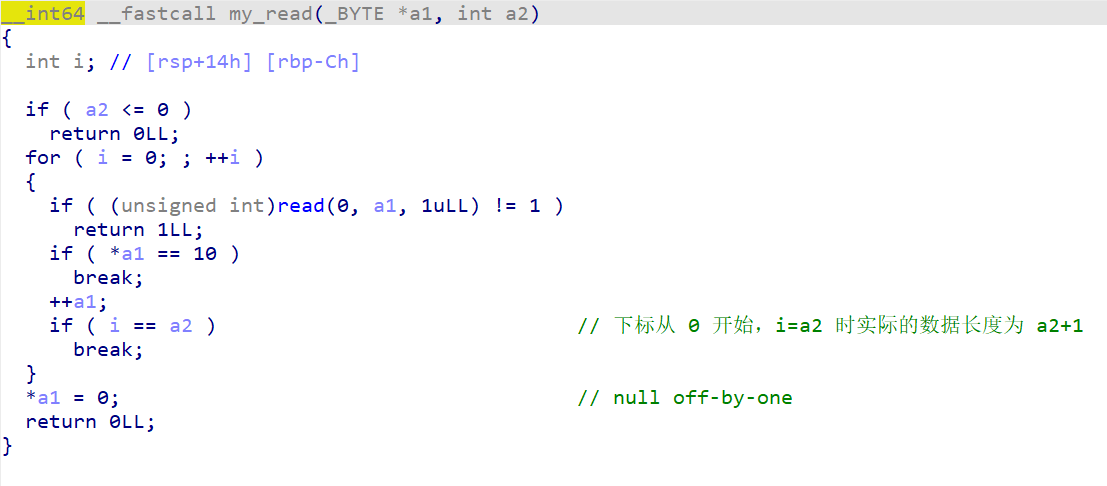 __int64 __fastcall my_read(_BYTE *a1, int a2)
{
  int i; // [rsp+14h] [rbp-Ch]

  if ( a2 <= 0 )
    return 0LL;
  for ( i = 0; ; ++i )
  {
    if ( (unsigned int)read(0, a1, 1uLL) != 1 )
      return 1LL;
    if ( *a1 == 10 )
      break;
    ++a1;
    if ( i == a2 )                              // 下标从 0 开始，i=a2 时实际的数据长度为 a2+1
      break;
  }
  *a1 = 0;                                      // null off-by-one
  return 0LL;
}